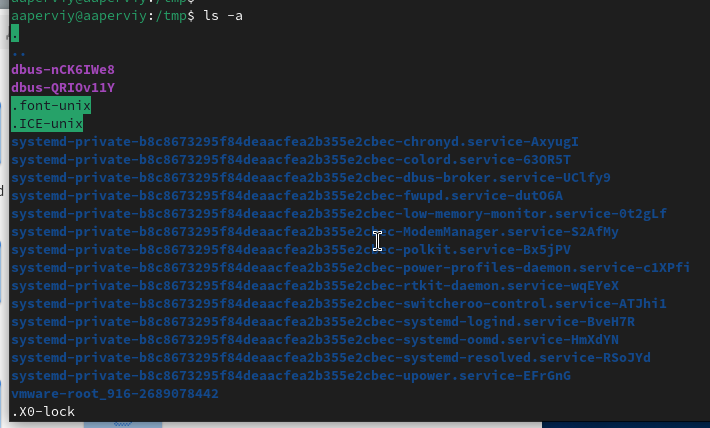 aaperviy@aaperviy:/tmp$
aaperviy@aaperviy:/tmp$ ls -a
.
..
dbus-nCK6IWe8
dbus-QRIOv11Y
.font-unix
.ICE-unix
systemd-private-b8c8673295f84deaacfea2b355e2cbec-chronyd.service-AxyugI
systemd-private-b8c8673295f84deaacfea2b355e2cbec-colord.service-63OR5T
systemd-private-b8c8673295f84deaacfea2b355e2cbec-dbus-broker.service-UClfy9
systemd-private-b8c8673295f84deaacfea2b355e2cbec-fwupd.service-dutO6A
systemd-private-b8c8673295f84deaacfea2b355e2cbec-low-memory-monitor.service-0t2gLf
systemd-private-b8c8673295f84deaacfea2b355e2cbec-ModemManager.service-S2AfMy
systemd-private-b8c8673295f84deaacfea2b355e2cbec-polkit.service-Bx5jPV
systemd-private-b8c8673295f84deaacfea2b355e2cbec-power-profiles-daemon.service-c1XPfi
systemd-private-b8c8673295f84deaacfea2b355e2cbec-rtkit-daemon.service-wqEYeX
systemd-private-b8c8673295f84deaacfea2b355e2cbec-switcheroo-control.service-ATJhi1
systemd-private-b8c8673295f84deaacfea2b355e2cbec-systemd-logind.service-BveH7R
systemd-private-b8c8673295f84deaacfea2b355e2cbec-systemd-oomd.service-HmXdYN
systemd-private-b8c8673295f84deaacfea2b355e2cbec-systemd-resolved.service-RSoJYd
systemd-private-b8c8673295f84deaacfea2b355e2cbec-upower.service-EFrGnG
vmware-root_916-2689078442
.X0-lock